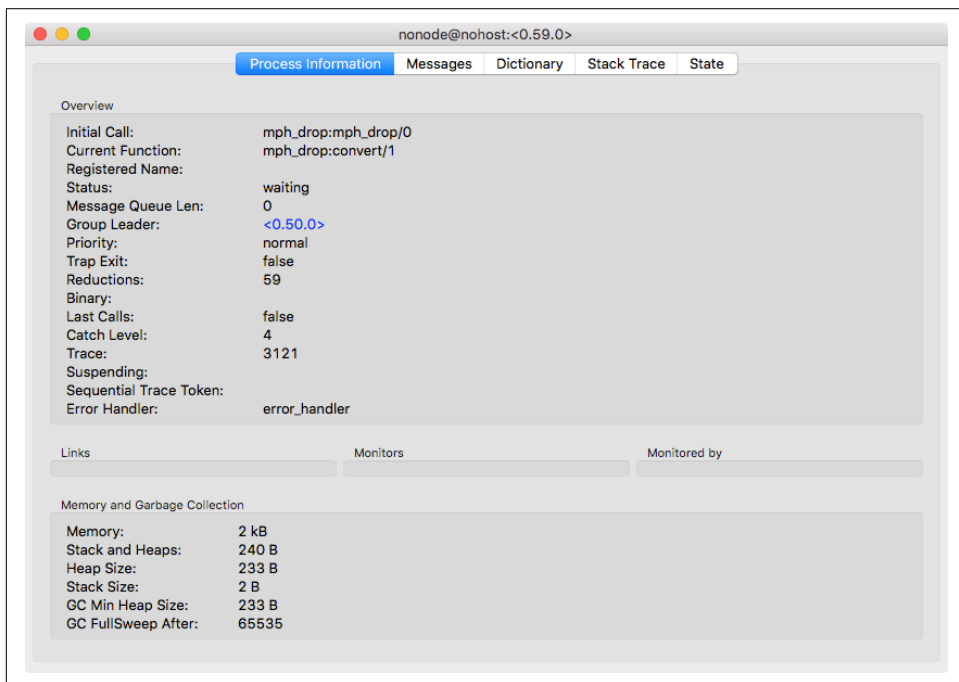 nonode@nohost:<0.59.0>
Process Information Messages Dictionary Stack Trace State
Overview
Initial Call: mph_drop:mph_drop/0
Current Function: mph_drop:convert/1
Registered Name:
Status: waiting
Message Queue Len: 0
Group Leader: <0.50.0>
Priority: normal
Trap Exit: false
Reductions: 59
Binary:
Last Calls: false
Catch Level: 4
Trace: 3121
Suspending:
Sequential Trace Token:
Error Handler: error_handler
Links Monitors Monitored by
Memory and Garbage Collection
Memory: 2 kB
Stack and Heaps: 240 B
Heap Size: 233 B
Stack Size: 2 B
GC Min Heap Size: 233 B
GC FullSweep After: 65535